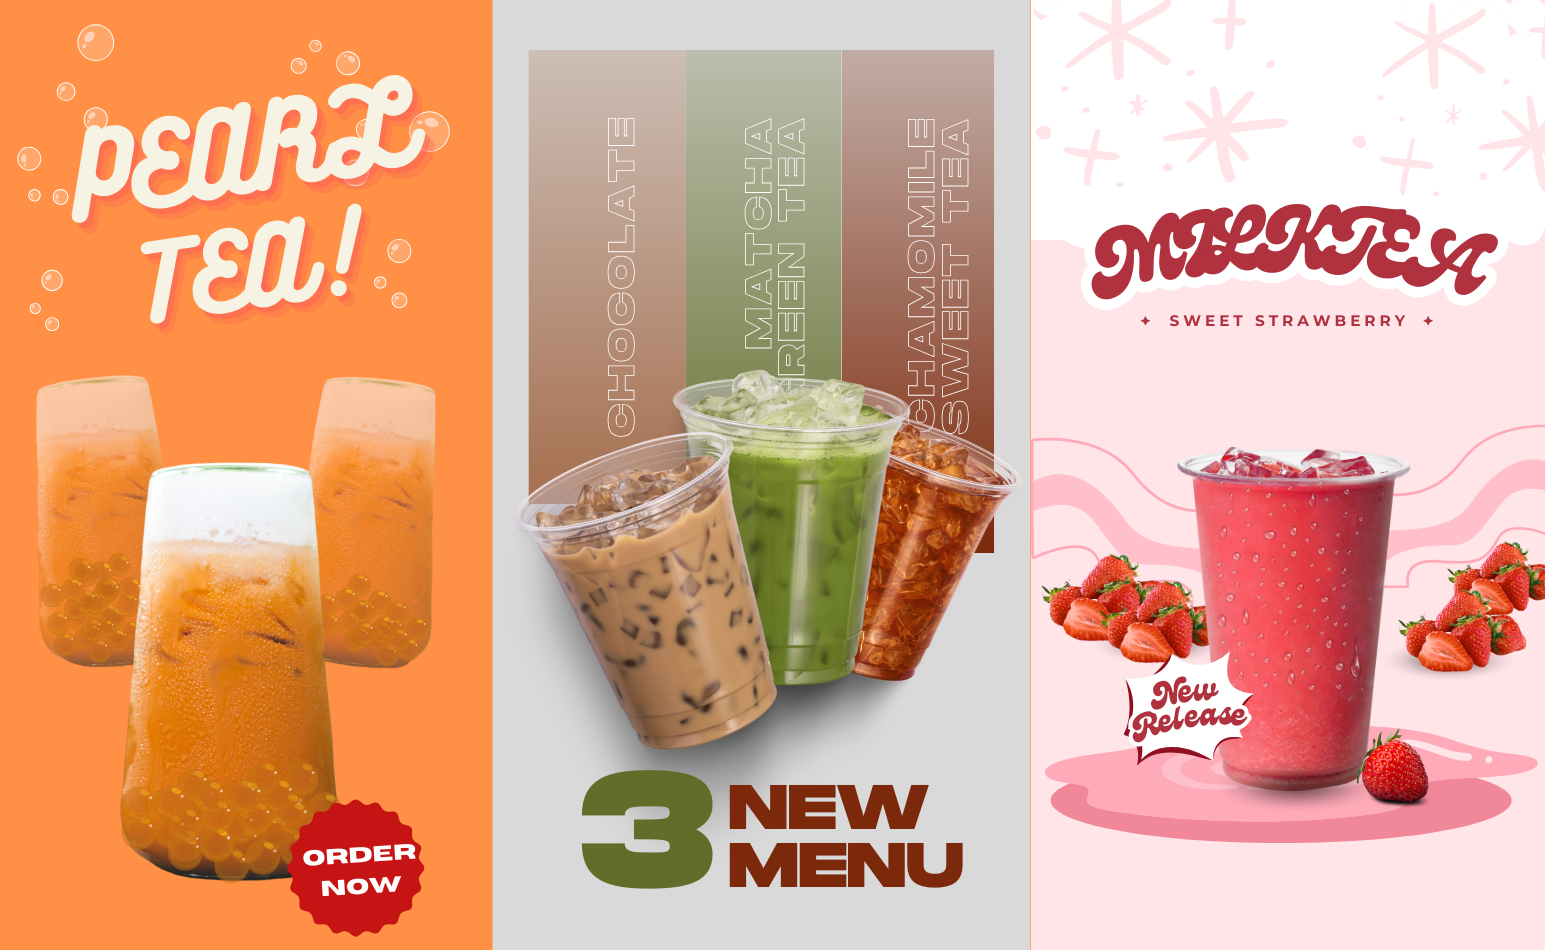 PEARL
TEA!
ORDER
NOW
CHOCOLATE
MATCHA
GREEN TEA
CHAMOMILE
SWEET TEA
3 NEW
MENU
MILKTEA
SWEET STRAWBERRY
New
Release